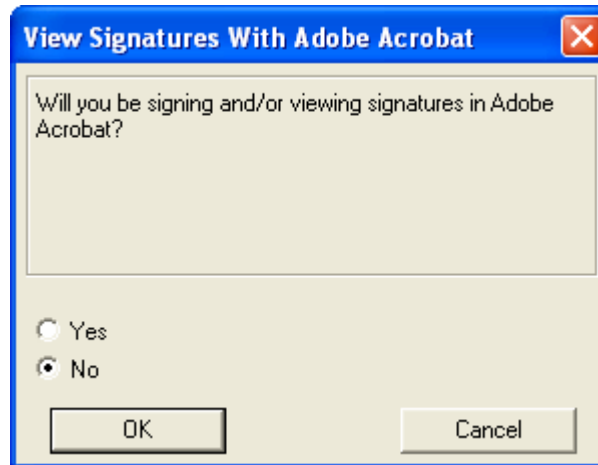 View Signatures With Adobe Acrobat
Will you be signing and/or viewing signatures in Adobe
Acrobat?
Yes
No
OK
Cancel